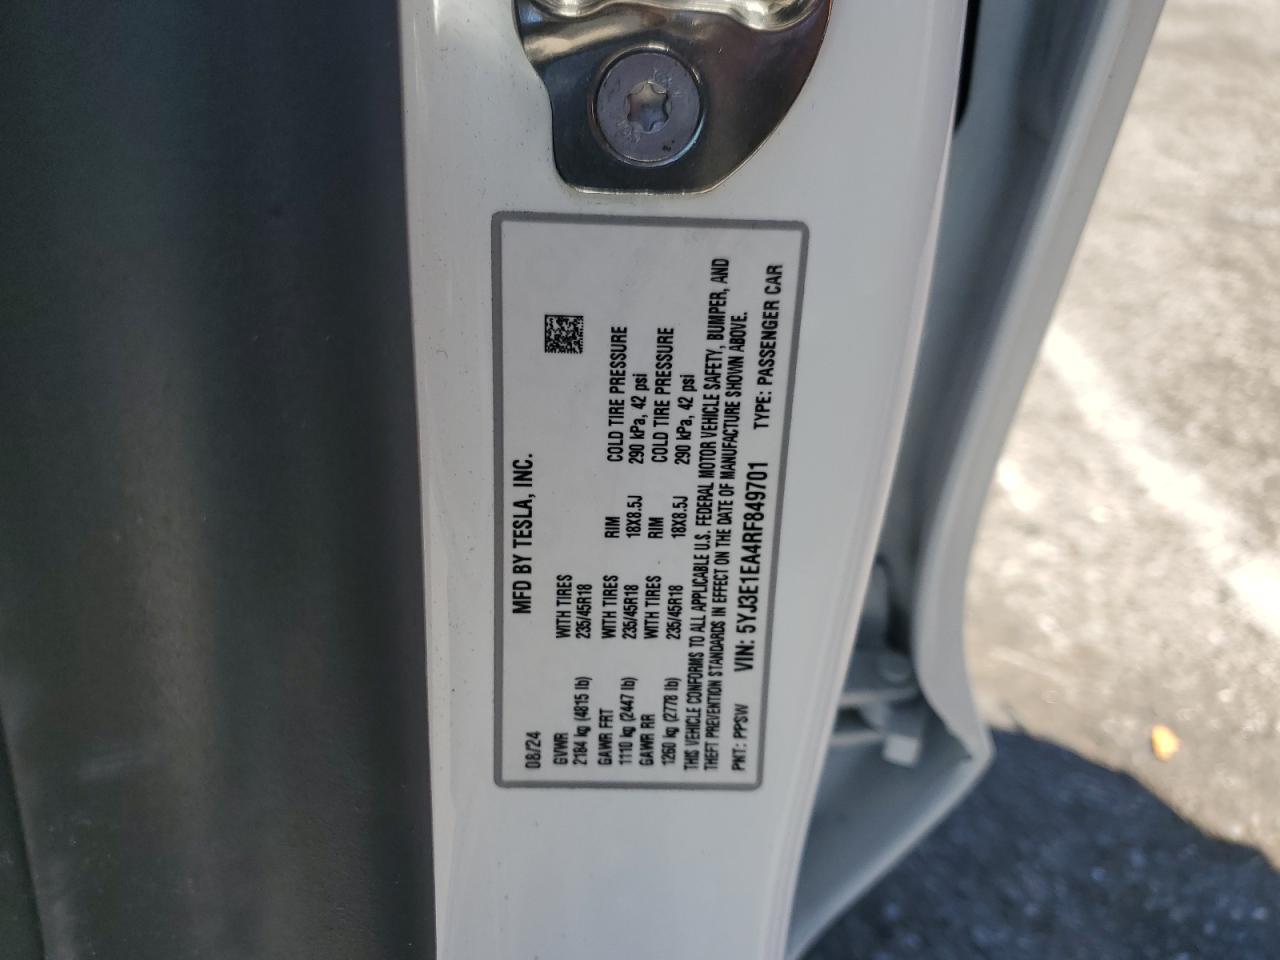 MFD BY TESLA, INC.
08/24
GVWR WITH TIRES
2184 kg (4815 lb) 235/45R18
GAWR FRT WITH TIRES RIM COLD TIRE PRESSURE
1110 kg (2447 lb) 235/45R18 18X8.5J 290 kPa, 42 psi
GAWR RR WITH TIRES RIM COLD TIRE PRESSURE
1260 kg (2778 lb) 235/45R18 18X8.5J 290 kPa, 42 psi
THIS VEHICLE CONFORMS TO ALL APPLICABLE U.S. FEDERAL MOTOR VEHICLE SAFETY, BUMPER, AND
THEFT PREVENTION STANDARDS IN EFFECT ON THE DATE OF MANUFACTURE SHOWN ABOVE.
PNT: PPSW VIN: 5YJ3E1EA4RF849701 TYPE: PASSENGER CAR